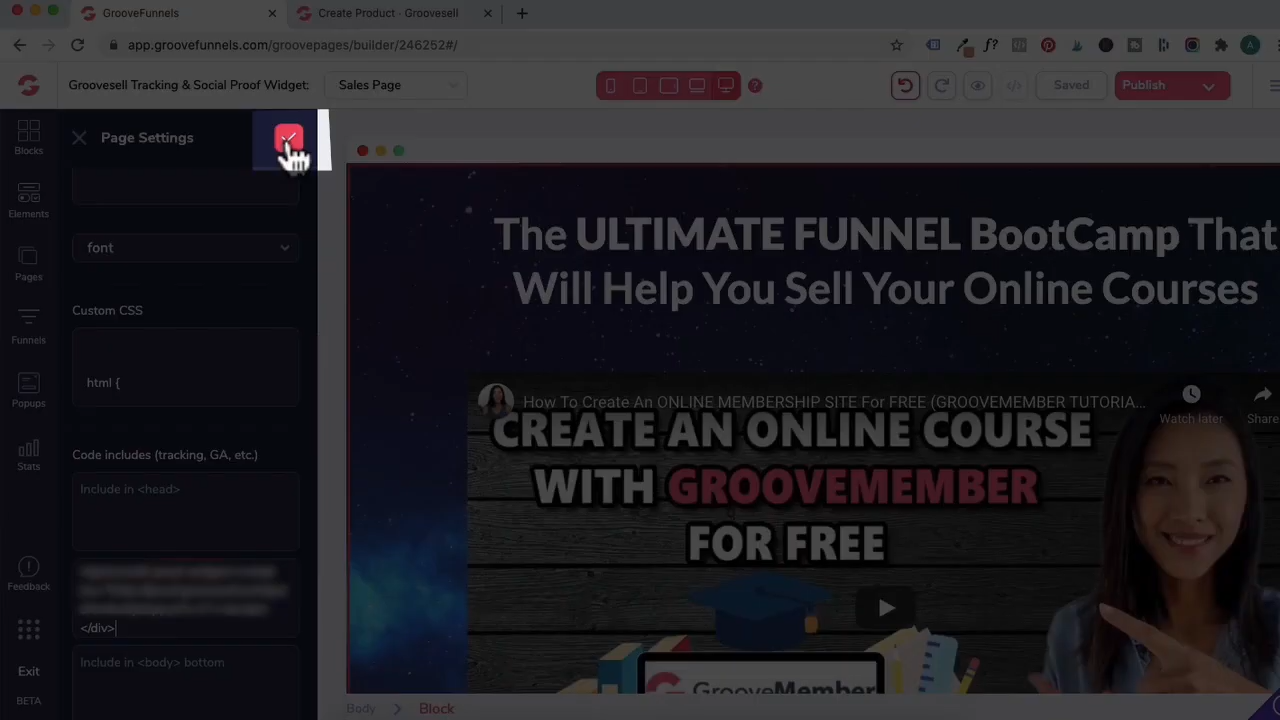 GrooveFunnels
Create Product - Groovesell
app.groovefunnels.com/groovepages/builder/246252#/
f?
A
Groovesell Tracking & Social Proof Widget:
Sales Page
?
</>
Saved
Publish
Blocks
Elements
Pages
Funnels
Popups
Stats
Feedback
Exit
BETA
Page Settings
font
Custom CSS
html {
Code includes (tracking, GA, etc.)
Include in <head>
</div>
Include in <body> bottom
The ULTIMATE FUNNEL BootCamp That
Will Help You Sell Your Online Courses
How To Create An ONLINE MEMBERSHIP SITE For FREE (GROOVEMEMBER TUTORIA...
Watch later
Share
CREATE AN ONLINE COURSE
WITH GROOVEMEMBER
FOR FREE
GrooveMember
Body
Block